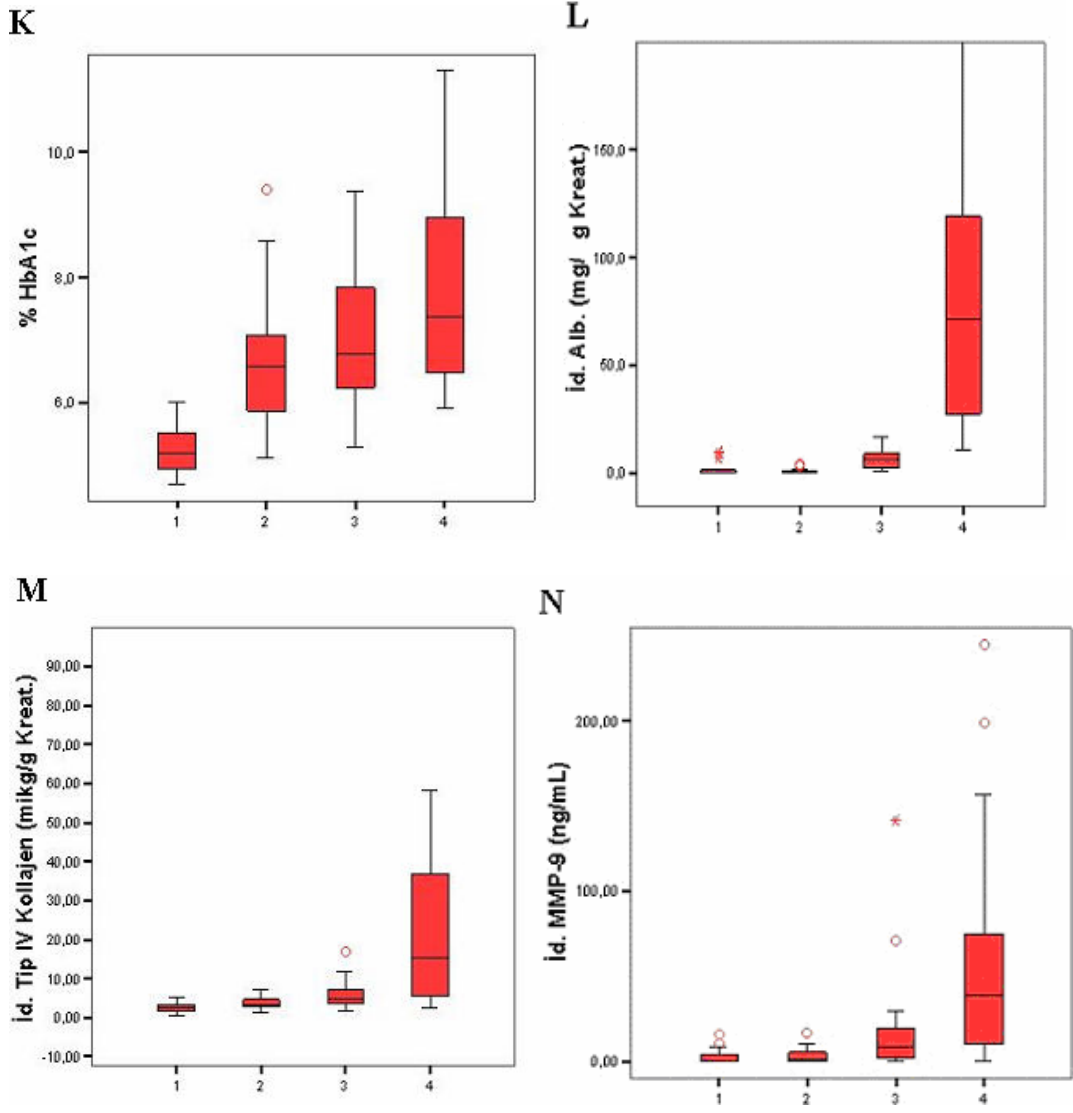 K
% HbA1c
10,0
8,0
6,0
1 2 3 4
L
İd. Alb. (mg/ g Kreat.)
150,0
100,0
50,0
0,0
1 2 3 4
M
İd. Tip IV Kollajen (mikg/g Kreat.)
90,00
80,00
70,00
60,00
50,00
40,00
30,00
20,00
10,00
0,00
-10,00
1 2 3 4
N
İd. MMP-9 (ng/mL)
200,00
100,00
0,00
1 2 3 4